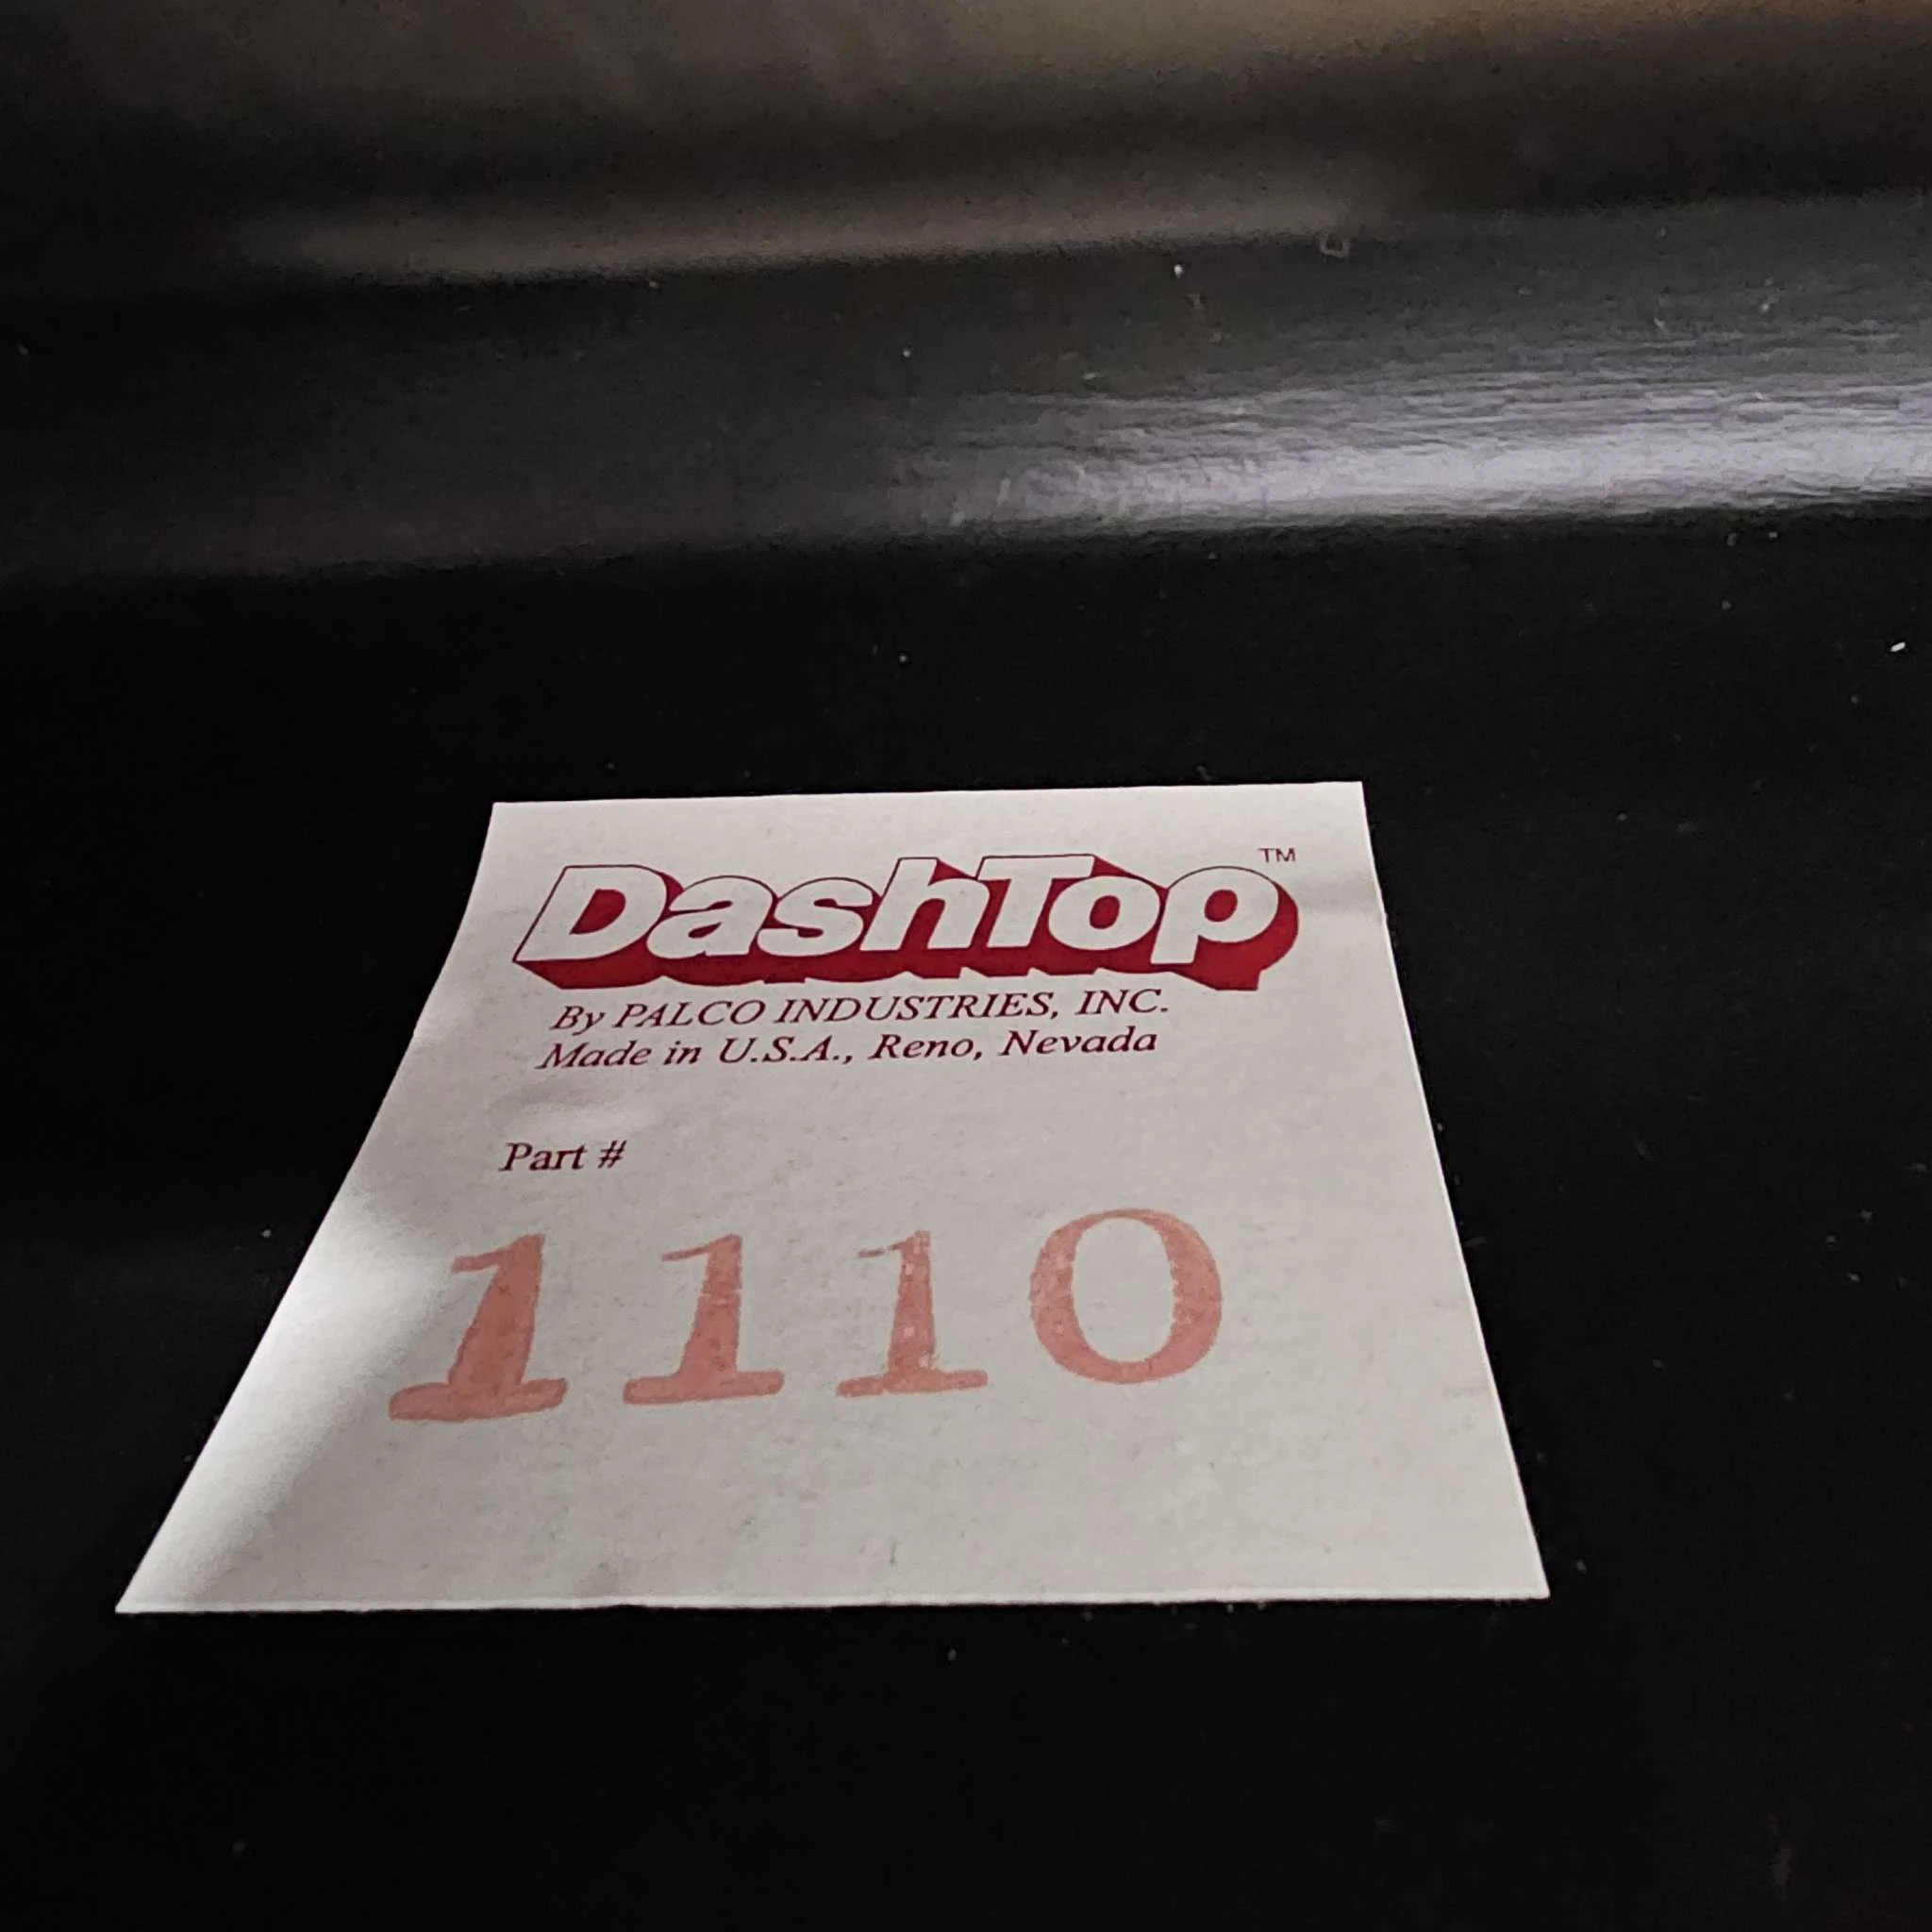 DashTop™
By PALCO INDUSTRIES, INC.
Made in U.S.A., Reno, Nevada
Part #
1110